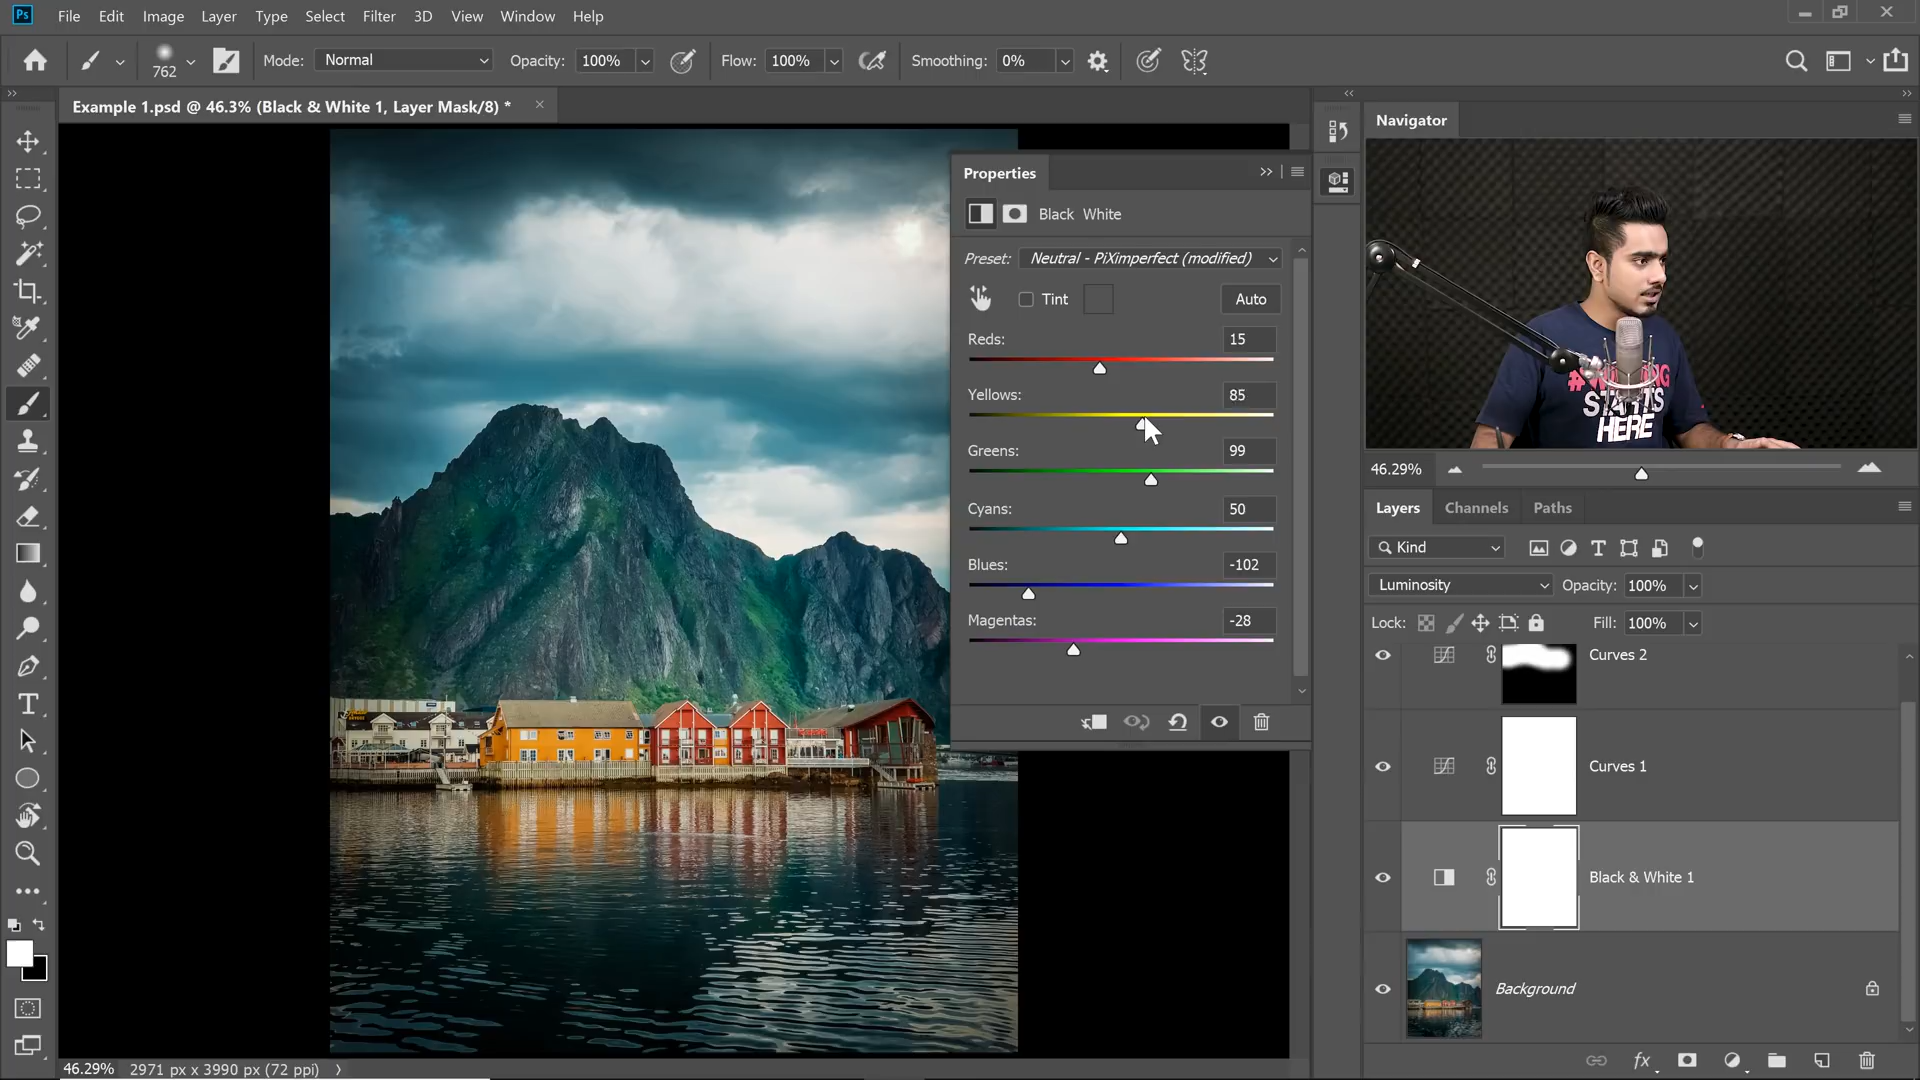 Ps File Edit Image Layer Type Select Filter 3D View Window Help
762 Mode: Normal Opacity: 100% Flow: 100% Smoothing: 0%
Example 1.psd @ 46.3% (Black & White 1, Layer Mask/8) *
Properties
Black White
Preset: Neutral - PiXimperfect (modified)
Tint Auto
Reds: 15
Yellows: 85
Greens: 99
Cyans: 50
Blues: -102
Magentas: -28
Navigator
STARTS
HERE
46.29%
Layers Channels Paths
Kind
Luminosity Opacity: 100%
Lock: Fill: 100%
Curves 2
Curves 1
Black & White 1
Background
fx
46.29% 2971 px x 3990 px (72 ppi)